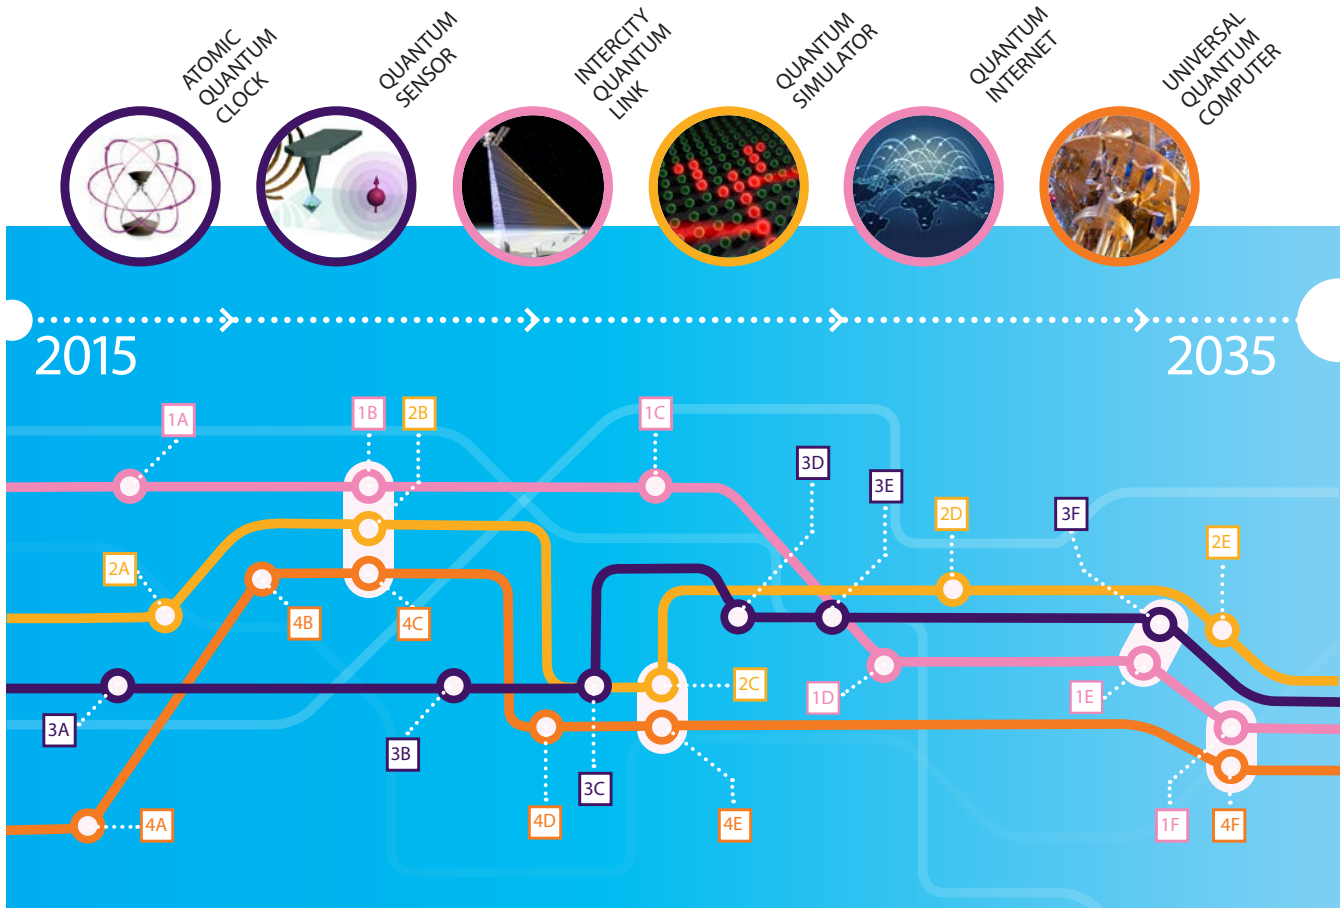 ATOMIC
QUANTUM
CLOCK
QUANTUM
SENSOR
INTERCITY
QUANTUM
LINK
QUANTUM
SIMULATOR
QUANTUM
INTERNET
UNIVERSAL
QUANTUM
COMPUTER
2015
2035
1A
1B
2B
1C
3D
3E
2D
3F
2E
2A
4B
4C
2C
1D
1E
3A
3B
3C
4A
4D
4E
1F
4F